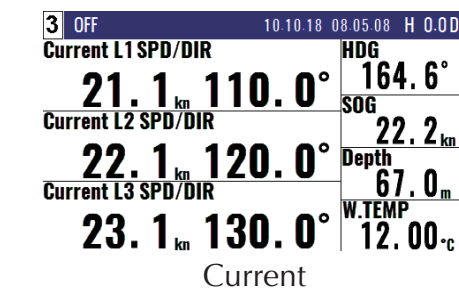 3 OFF 10.10.18 08.05.08 H 0.0D
Current L1 SPD/DIR
21.1kn 110.0°
Current L2 SPD/DIR
22.1kn 120.0°
Current L3 SPD/DIR
23.1kn 130.0°
HDG
164.6°
SOG
22.2kn
Depth
67.0m
W.TEMP
12.00°C
Current